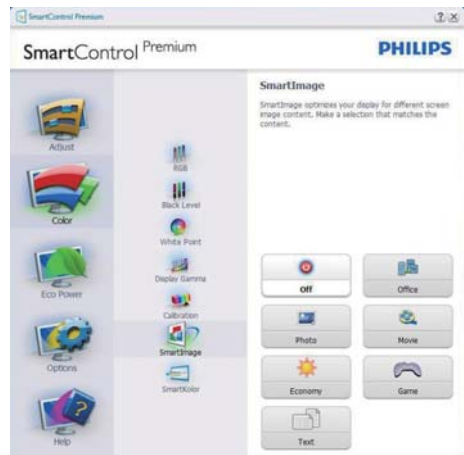 SmartControl Premium
SmartControl Premium
PHILIPS
Adjust
Color
Eco Power
Options
Help
RGB
Black Level
White Point
Display Gamma
Calibration
SmartImage
SmartKolor
SmartImage
SmartImage optimizes your display for different screen
image content. Make a selection that matches the
content.
Off
Office
Photo
Movie
Economy
Game
Text